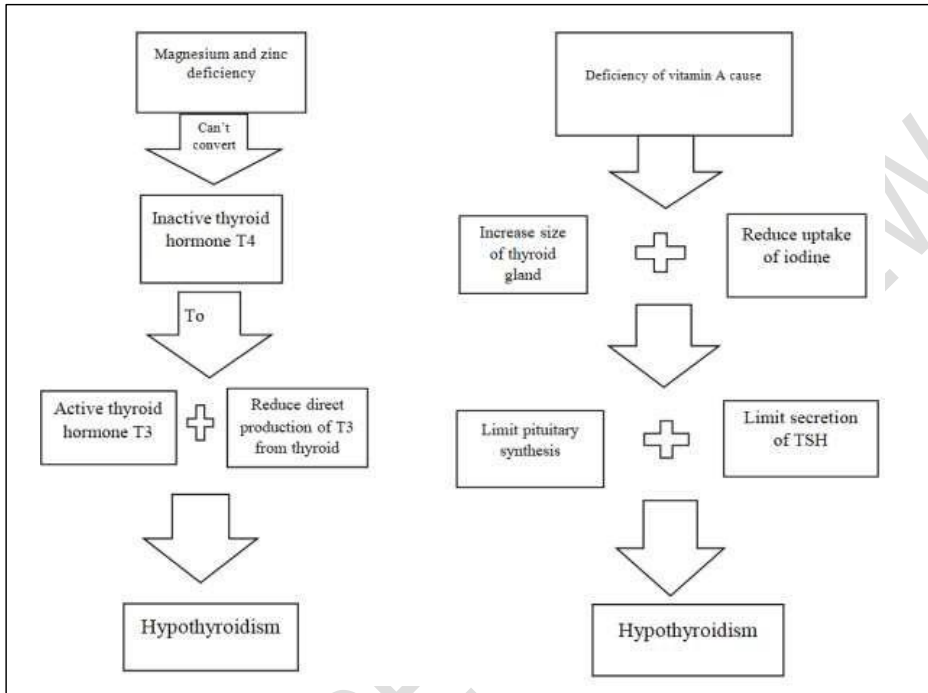 Magnesium and zinc
deficiency
Can't
convert
Inactive thyroid
hormone T4
To
Active thyroid
hormone T3
Reduce direct
production of T3
from thyroid
Hypothyroidism
Deficiency of vitamin A cause
Increase size
of thyroid
gland
Reduce uptake
of iodine
Limit pituitary
synthesis
Limit secretion
of TSH
Hypothyroidism